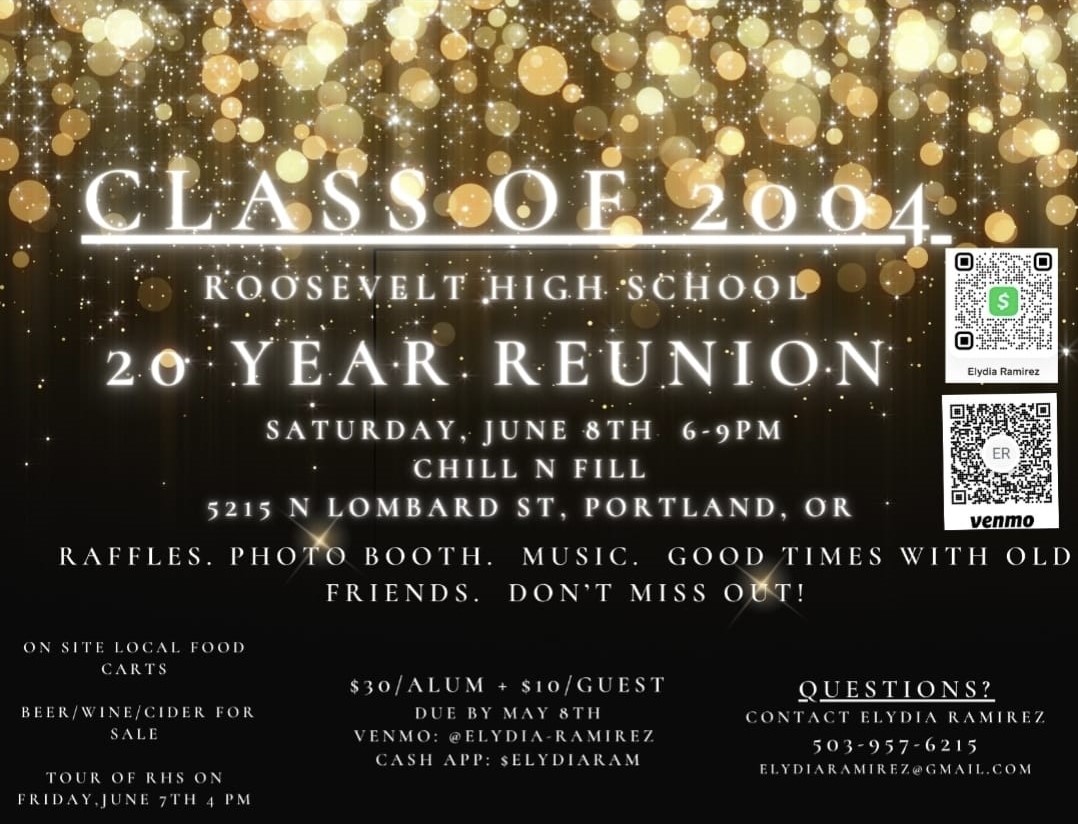 CLASS OF 2004
ROOSEVELT HIGH SCHOOL
20 YEAR REUNION
SATURDAY, JUNE 8TH 6-9PM
CHILL N FILL
5215 N LOMBARD ST, PORTLAND, OR
RAFFLES. PHOTO BOOTH. MUSIC. GOOD TIMES WITH OLD
FRIENDS. DON'T MISS OUT!
$
Elydia Ramirez
ER
venmo
ON SITE LOCAL FOOD
CARTS
BEER/WINE/CIDER FOR
SALE
TOUR OF RHS ON
FRIDAY,JUNE 7TH 4 PM
$30/ALUM + $10/GUEST
DUE BY MAY 8TH
VENMO: @ELYDIA-RAMIREZ
CASH APP: $ELYDIARAM
QUESTIONS?
CONTACT ELYDIA RAMIREZ
503-957-6215
ELYDIARAMIREZ@GMAIL.COM